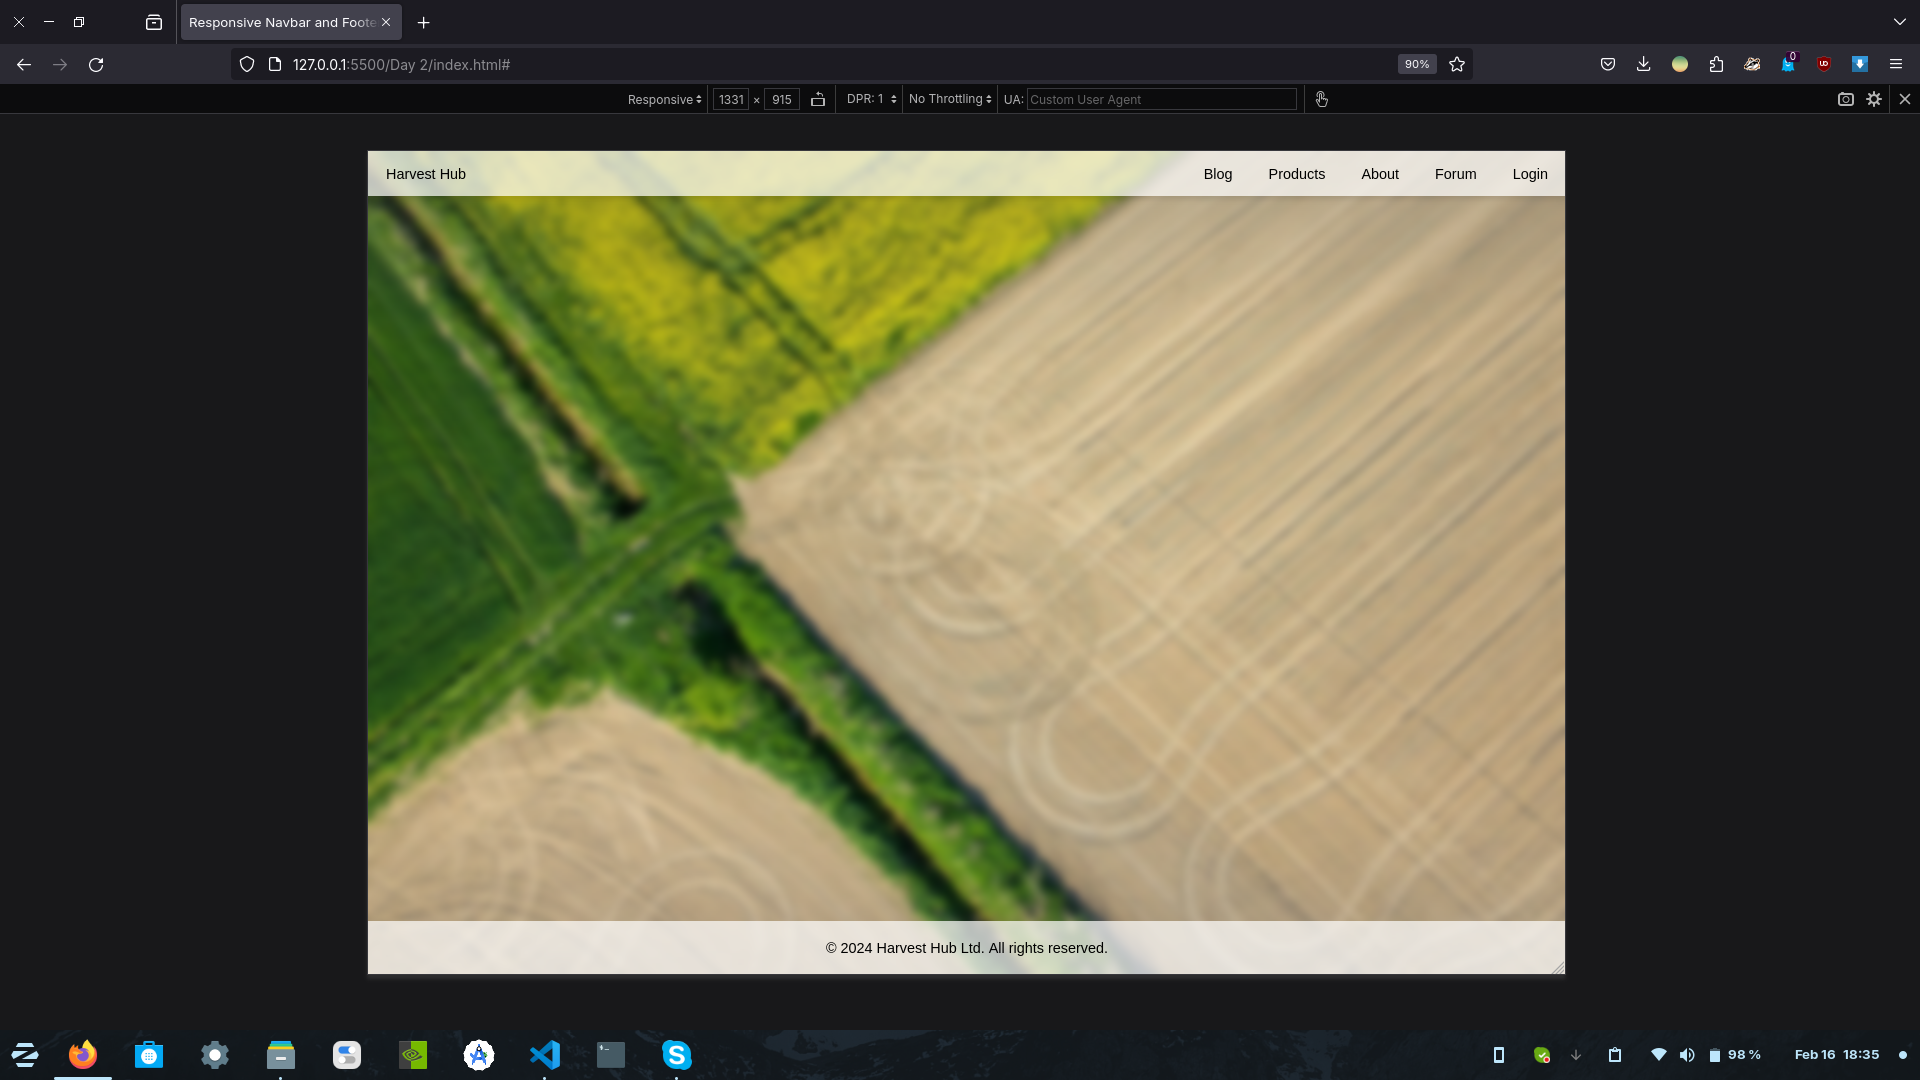 Responsive Navbar and Foote
127.0.0.1:5500/Day 2/index.html#
90%
0
Responsive 1331 × 915 DPR: 1 No Throttling UA: Custom User Agent
Harvest Hub Blog Products About Forum Login
© 2024 Harvest Hub Ltd. All rights reserved.
98 % Feb 16 18:35